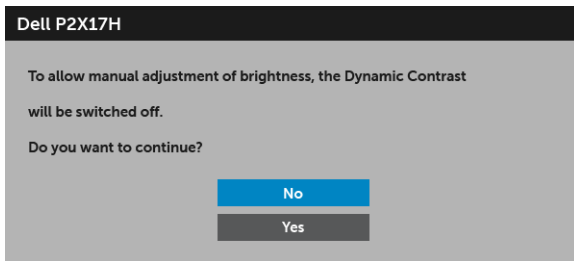 Dell P2X17H
To allow manual adjustment of brightness, the Dynamic Contrast
will be switched off.
Do you want to continue?
No
Yes